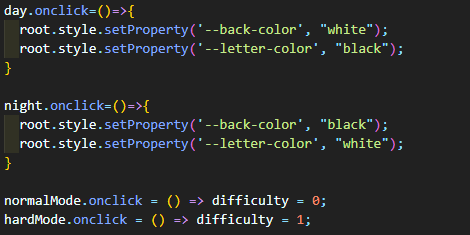 day.onclick=()=>{
  root.style.setProperty('--back-color', "white");
  root.style.setProperty('--letter-color', "black");
}
night.onclick=()=>{
  root.style.setProperty('--back-color', "black");
  root.style.setProperty('--letter-color', "white");
}
normalMode.onclick = () => difficulty = 0;
hardMode.onclick = () => difficulty = 1;